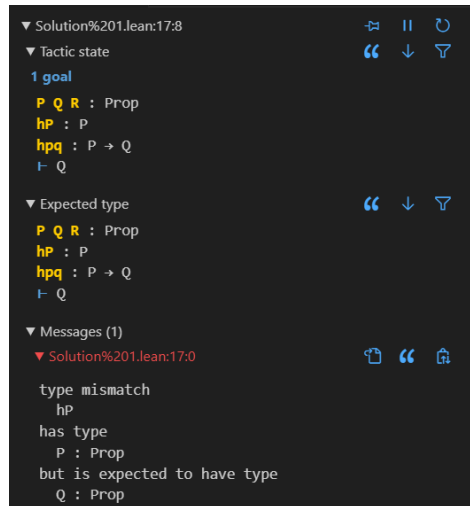 ▼ Solution%201.lean:17:8
▼ Tactic state
1 goal
P Q R : Prop
hP : P
hpq : P → Q
⊢ Q
▼ Expected type
P Q R : Prop
hP : P
hpq : P → Q
⊢ Q
▼ Messages (1)
▼ Solution%201.lean:17:0
type mismatch
hP
has type
P : Prop
but is expected to have type
Q : Prop